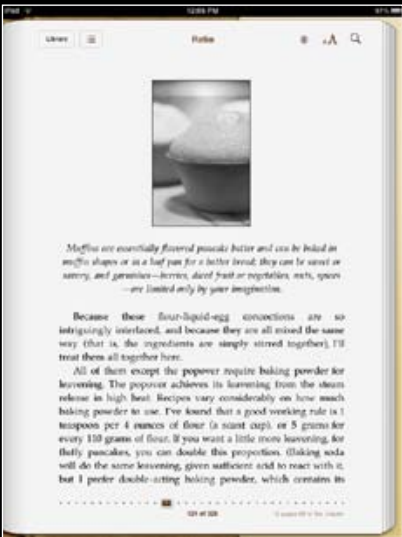 iPad
12:05 PM
97%
Library
Ratio
AA
Muffins are essentially flavored pancake batter and can be baked in
muffin shapes or in a loaf pan for a batter bread; they can be sweet or
savory, and garnishes—berries, diced fruit or vegetables, nuts, spices
—are limited only by your imagination.
Because these flour-liquid-egg concoctions are so
intriguingly interlaced, and because they are all mixed the same
way (that is, the ingredients are simply stirred together), I'll
treat them all together here.
All of them except the popover require baking powder for
leavening. The popover achieves its leavening from the steam
release in high heat. Recipes vary considerably on how much
baking powder to use. I've found that a good working rule is 1
teaspoon per 4 ounces of flour (a scant cup), or 5 grams for
every 110 grams of flour. If you want a little more leavening, for
fluffy pancakes, you can double this proportion. (Baking soda
will do the same leavening, given sufficient acid to react with it,
but I prefer double-acting baking powder, which contains its